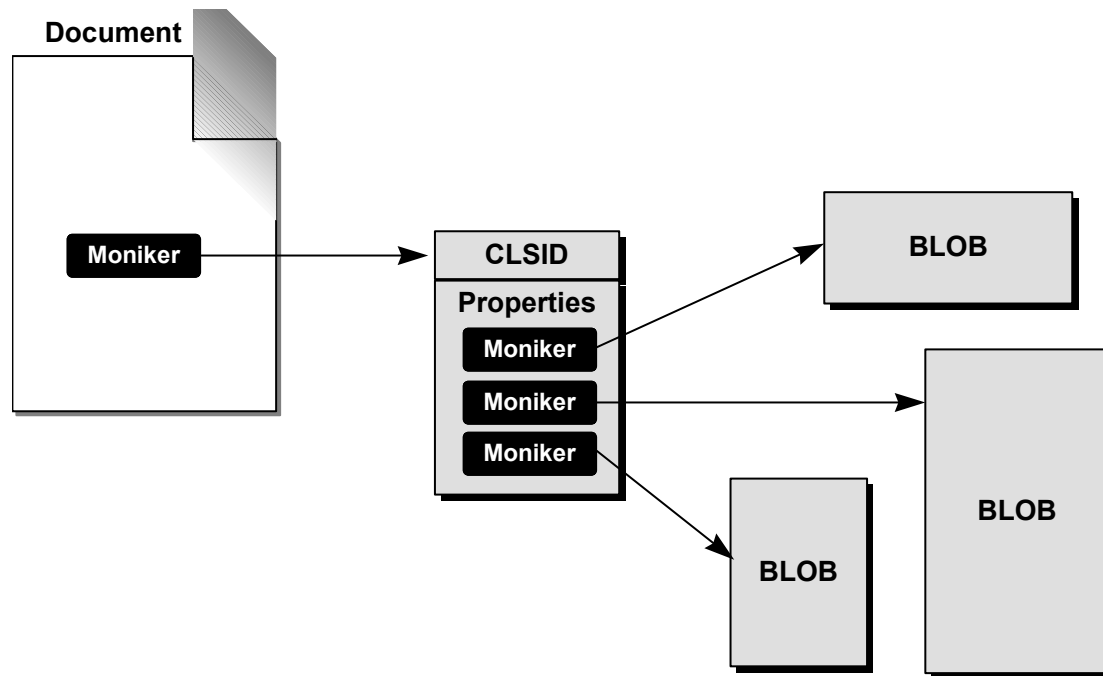 Document
Moniker
CLSID
Properties
Moniker
Moniker
Moniker
BLOB
BLOB
BLOB